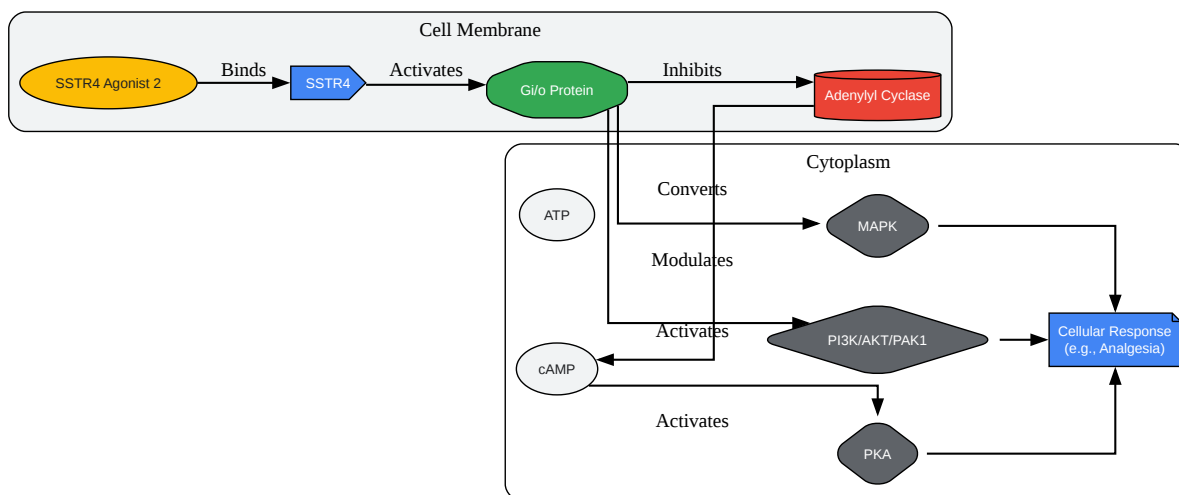 Cell Membrane
SSTR4 Agonist 2
Binds
SSTR4
Activates
Gi/o Protein
Inhibits
Adenylyl Cyclase
Cytoplasm
ATP
Converts
MAPK
Modulates
Activates
PI3K/AKT/PAK1
Cellular Response
(e.g., Analgesia)
cAMP
Activates
PKA